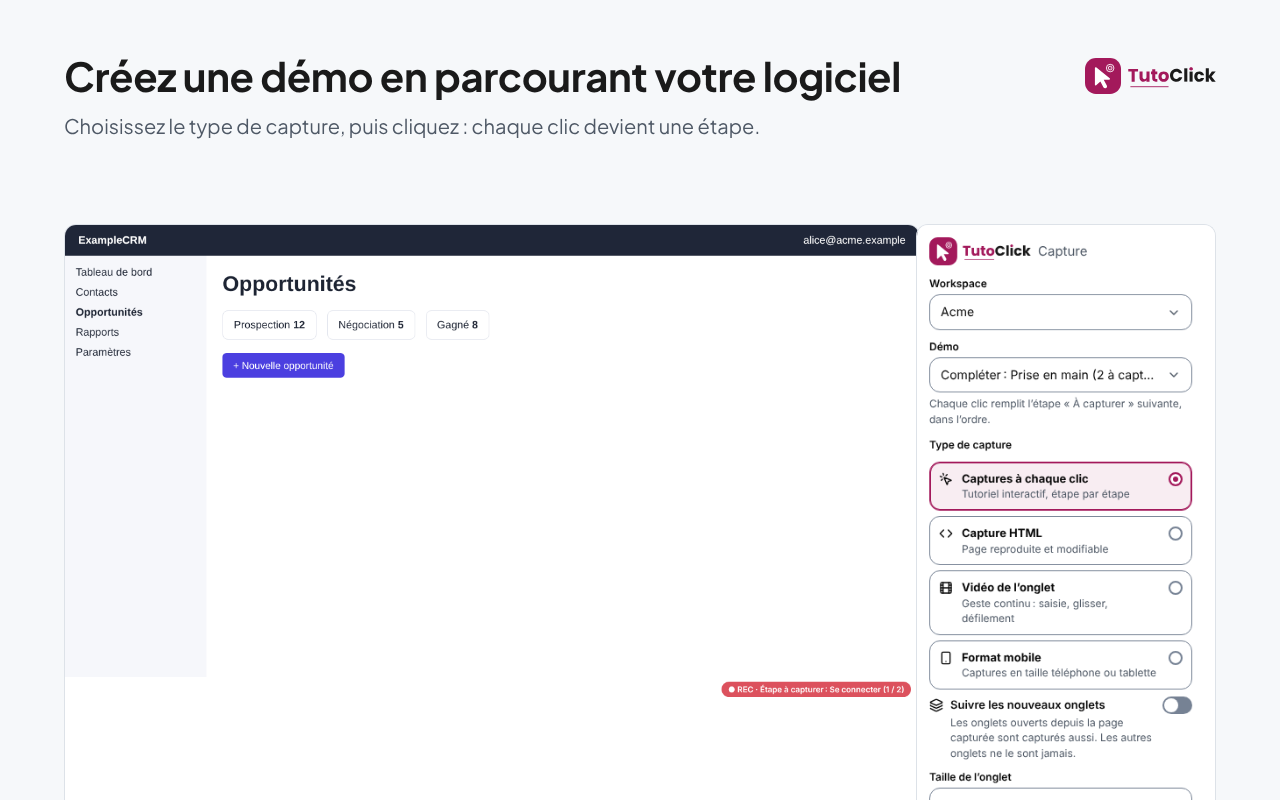 Créez une démo en parcourant votre logiciel
TutoClick
Choisissez le type de capture, puis cliquez : chaque clic devient une étape.
ExampleCRM
alice@acme.example
Tableau de bord
Contacts
Opportunités
Rapports
Paramètres
Opportunités
Prospection 12
Négociation 5
Gagné 8
+ Nouvelle opportunité
REC · Étape à capturer : Se connecter (1 / 2)
TutoClick Capture
Workspace
Acme
Démo
Compléter : Prise en main (2 à capt...
Chaque clic remplit l’étape « À capturer » suivante,
dans l’ordre.
Type de capture
Captures à chaque clic
Tutoriel interactif, étape par étape
Capture HTML
Page reproduite et modifiable
Vidéo de l’onglet
Geste continu : saisie, glisser,
défilement
Format mobile
Captures en taille téléphone ou tablette
Suivre les nouveaux onglets
Les onglets ouverts depuis la page
capturée sont capturés aussi. Les autres
onglets ne le sont jamais.
Taille de l’onglet